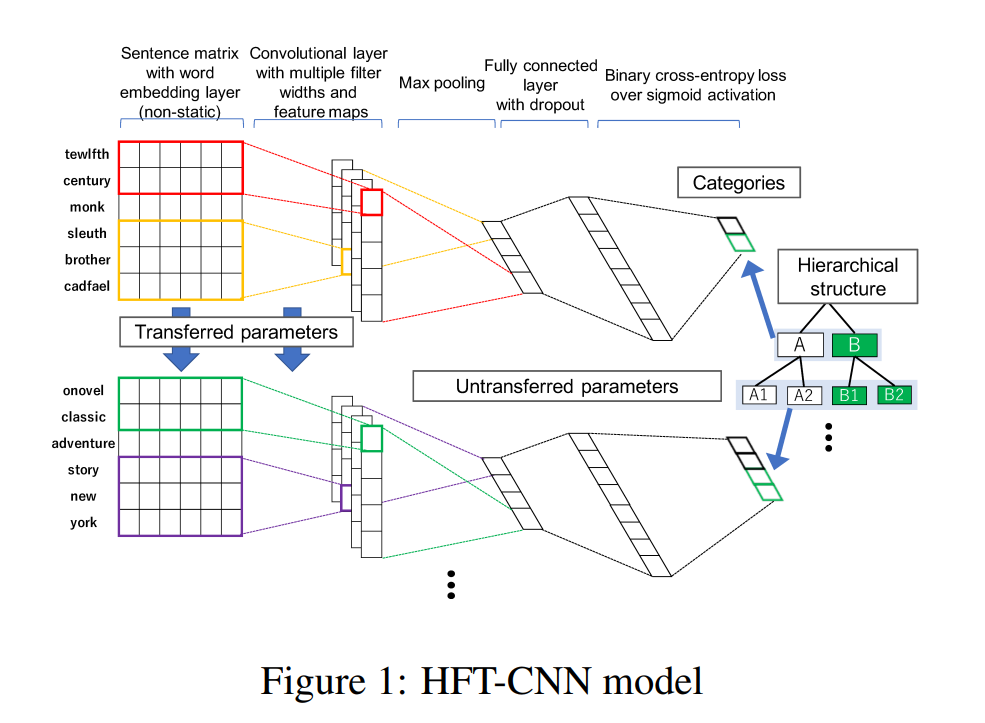 Sentence matrix
with word
embedding layer
(non-static)
Convolutional layer
with multiple filter
widths and
feature maps
Max pooling
Fully connected
layer
with dropout
Binary cross-entropy loss
over sigmoid activation
tewlfth
century
monk
sleuth
brother
cadfael
Categories
Hierarchical
structure
A
B
A1
A2
B1
B2
Transferred parameters
Untransferred parameters
onovel
classic
adventure
story
new
york
Figure 1: HFT-CNN model